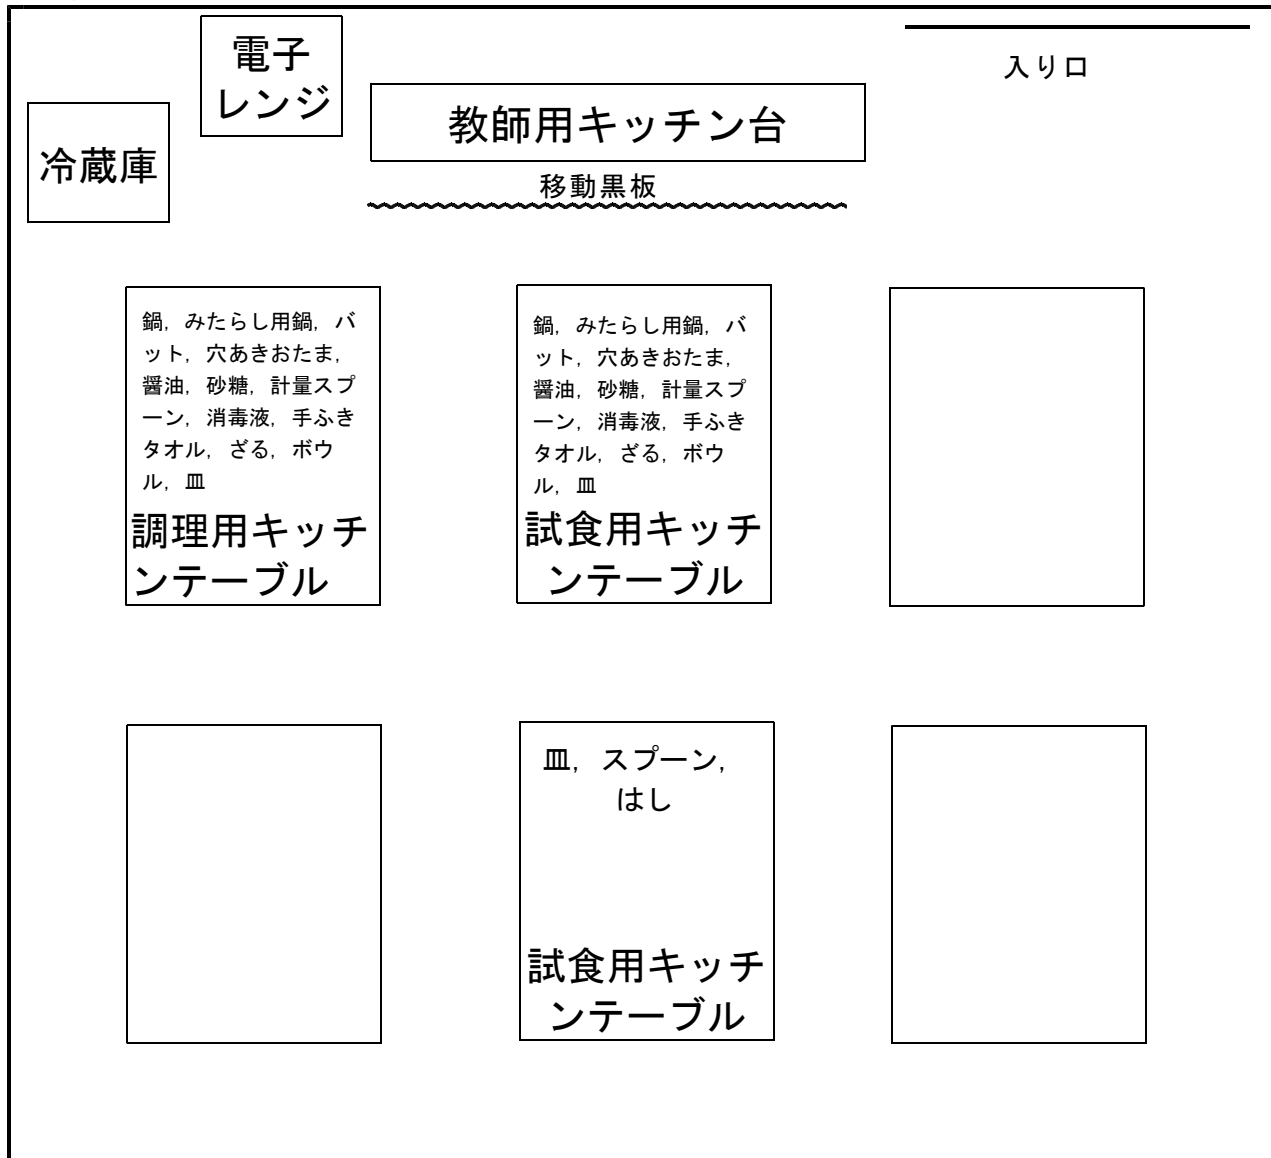 電子
レンジ
入り口
冷蔵庫
教師用キッチン台
移動黒板
鍋，みたらし用鍋，バ
ット，穴あきおたま，
醤油，砂糖，計量スプ
ーン，消毒液，手ふき
タオル，ざる，ボウ
ル，皿
調理用キッチ
ンテーブル
鍋，みたらし用鍋，バ
ット，穴あきおたま，
醤油，砂糖，計量スプ
ーン，消毒液，手ふき
タオル，ざる，ボウ
ル，皿
試食用キッチ
ンテーブル
皿，スプーン，
はし
試食用キッチ
ンテーブル